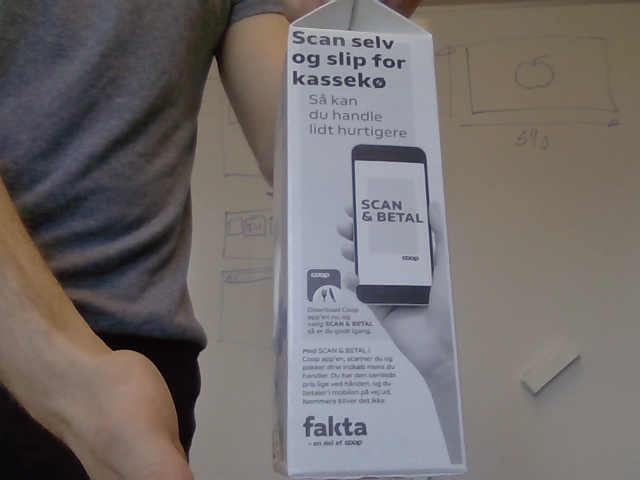 Scan selv
og slip for
kassekø
Så kan
du handle
lidt hurtigere
SCAN
& BETAL
coop
coop
Download Coop
app'en nu, og
vælg SCAN & BETAL
så er du godt igang.
Med SCAN & BETAL i
Coop app'en, scanner du og
pakker dine indkøb mens du
handler. Du har den samlede
pris lige ved hånden, og du
betaler i mobilen på vej ud.
Nemmere bliver det ikke.
fakta
- en del af coop